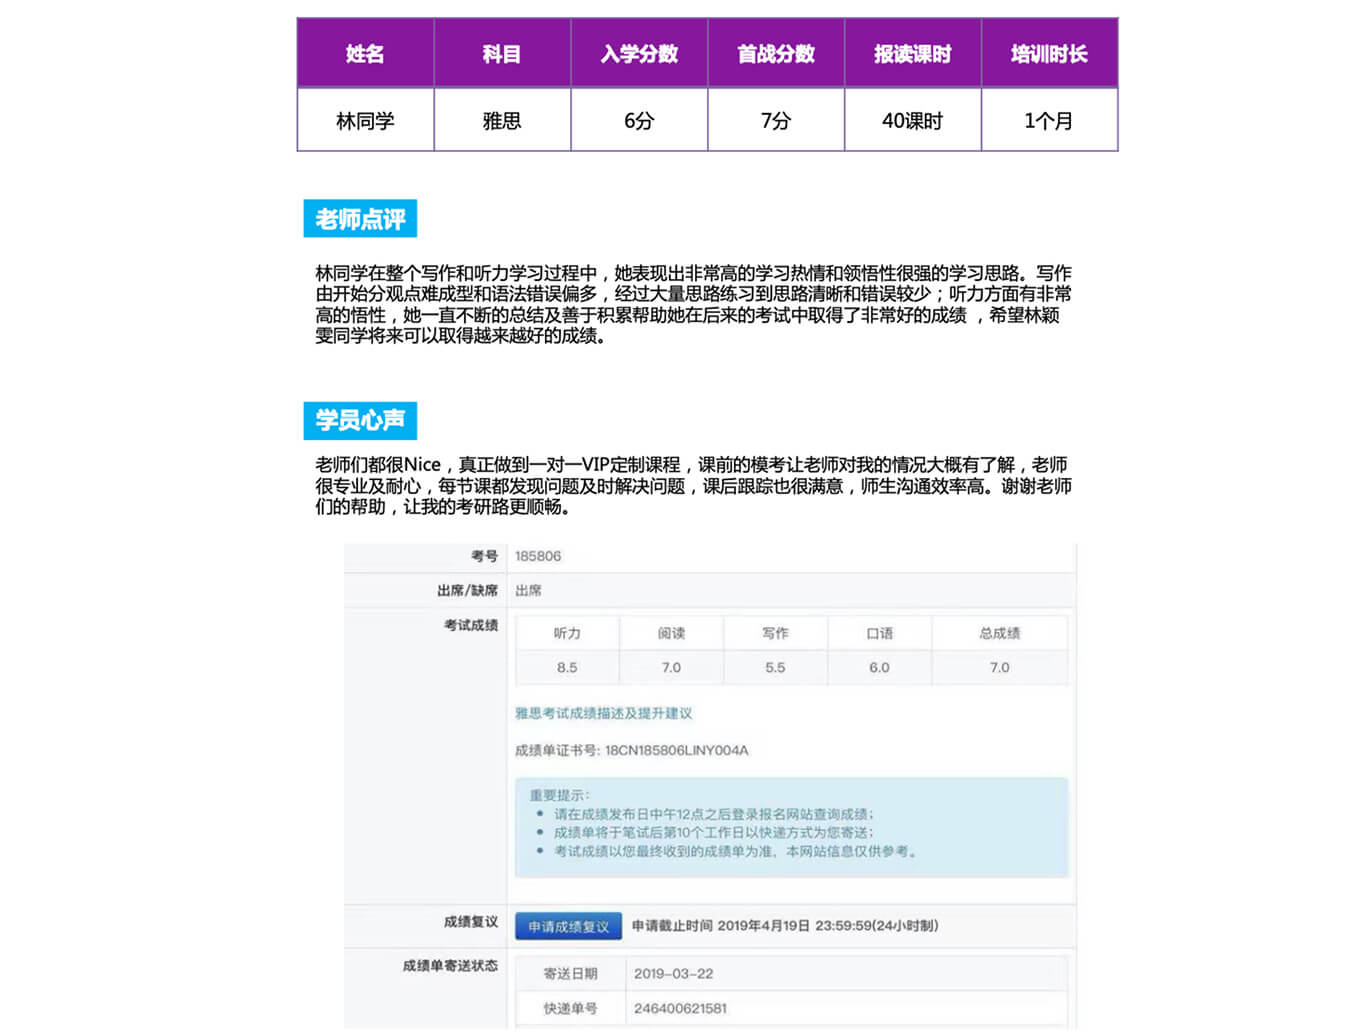 姓名 科目 入学分数 首战分数 报读课时 培训时长
林同学 雅思 6分 7分 40课时 1个月
老师点评
林同学在整个写作和听力学习过程中，她表现出非常高的学习热情和领悟性很强的学习思路。写作
由开始分观点难成型和语法错误偏多，经过大量思路练习到思路清晰和错误较少；听力方面有非常
高的悟性，她一直不断的总结及善于积累帮助她在后来的考试中取得了非常好的成绩 ，希望林颖
雯同学将来可以取得越来越好的成绩。
学员心声
老师们都很Nice，真正做到一对一VIP定制课程，课前的模考让老师对我的情况大概有了解，老师
很专业及耐心，每节课都发现问题及时解决问题，课后跟踪也很满意，师生沟通效率高。谢谢老师
们的帮助，让我的考研路更顺畅。
考号 185806
出席/缺席 出席
考试成绩 听力 阅读 写作 口语 总成绩
8.5 7.0 5.5 6.0 7.0
雅思考试成绩描述及提升建议
成绩单证书号: 18CN185806LINY004A
重要提示:
• 请在成绩发布日中午12点之后登录报名网站查询成绩;
• 成绩单将于笔试后第10个工作日以快递方式为您寄送;
• 考试成绩以您最终收到的成绩单为准，本网站信息仅供参考。
成绩复议 申请成绩复议 申请截止时间 2019年4月19日 23:59:59(24小时制)
成绩单寄送状态 寄送日期 2019-03-22
快递单号 246400621581